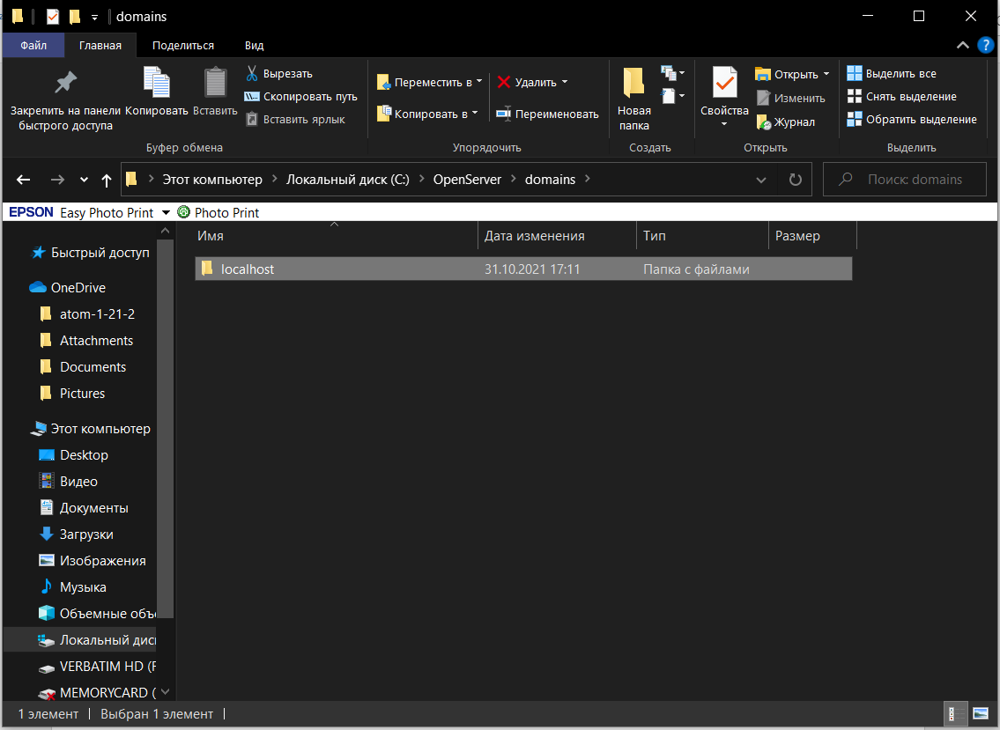 domains
Файл Главная Поделиться Вид
Закрепить на панели быстрого доступа
Копировать
Вставить
Вырезать
Скопировать путь
Вставить ярлык
Буфер обмена
Переместить в
Копировать в
Удалить
Переименовать
Упорядочить
Новая папка
Создать
Свойства
Открыть
Изменить
Журнал
Открыть
Выделить все
Снять выделение
Обратить выделение
Выделить
Этот компьютер > Локальный диск (C:) > OpenServer > domains >
Поиск: domains
EPSON Easy Photo Print Photo Print
Имя Дата изменения Тип Размер
localhost 31.10.2021 17:11 Папка с файлами
Быстрый доступ
OneDrive
atom-1-21-2
Attachments
Documents
Pictures
Этот компьютер
Desktop
Видео
Документы
Загрузки
Изображения
Музыка
Объемные объ
Локальный дис
VERBATIM HD (F
MEMORYCARD (
1 элемент Выбран 1 элемент